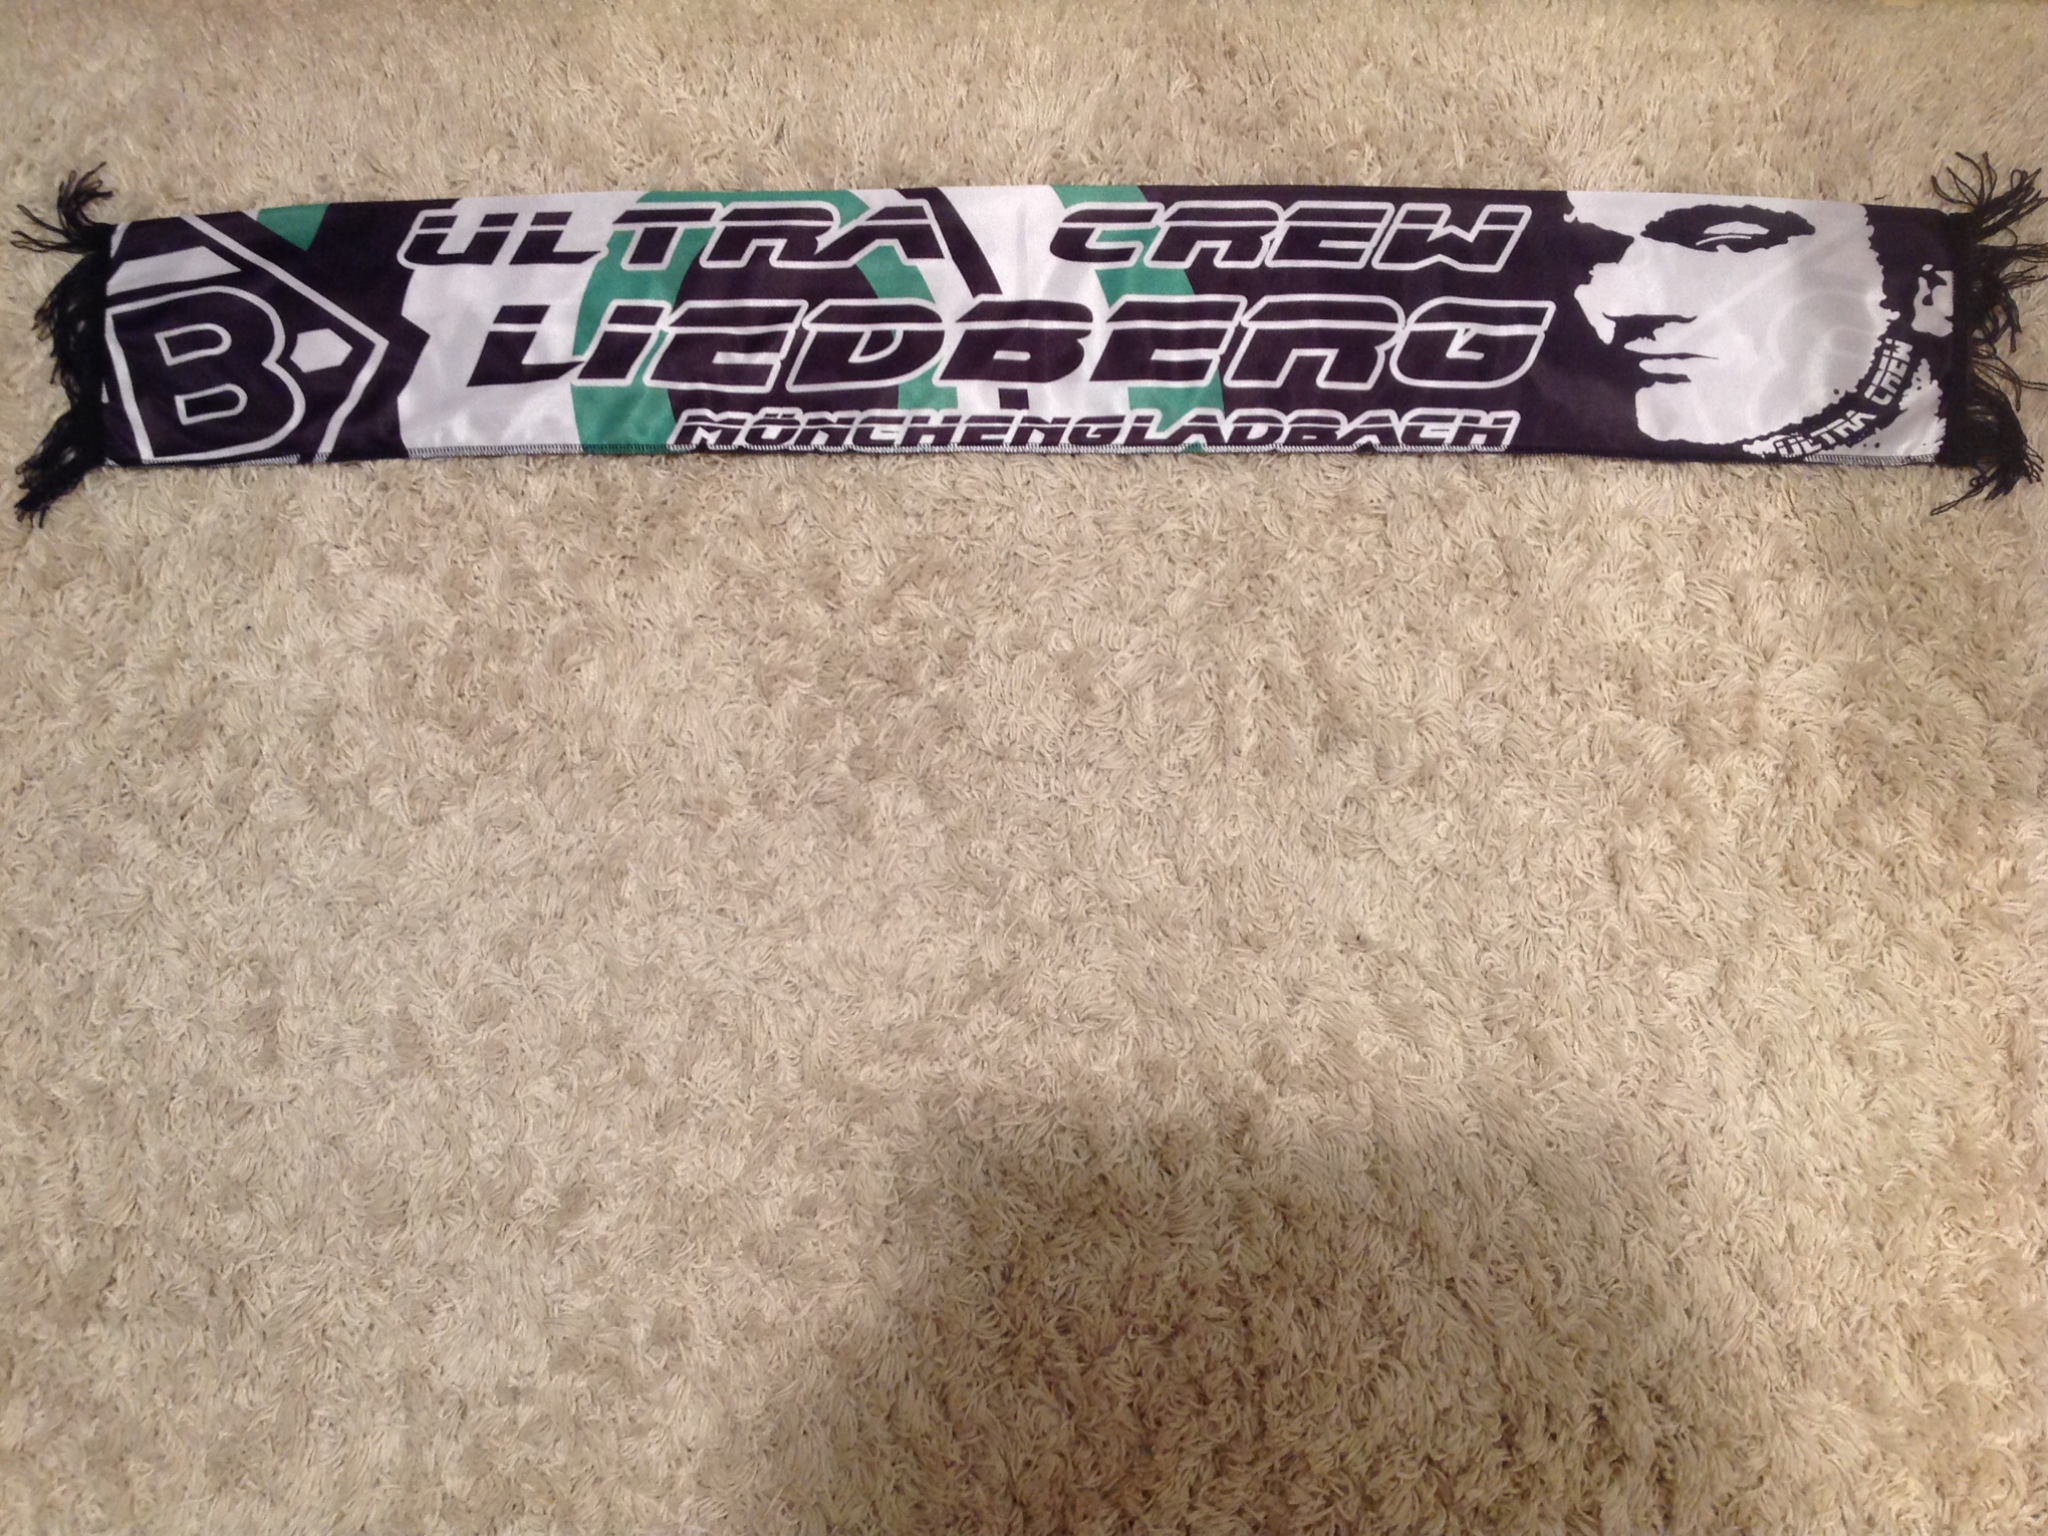 B
ULTRA CREW
LIEDBERG
MÖNCHENGLADBACH
ULTRA CREW